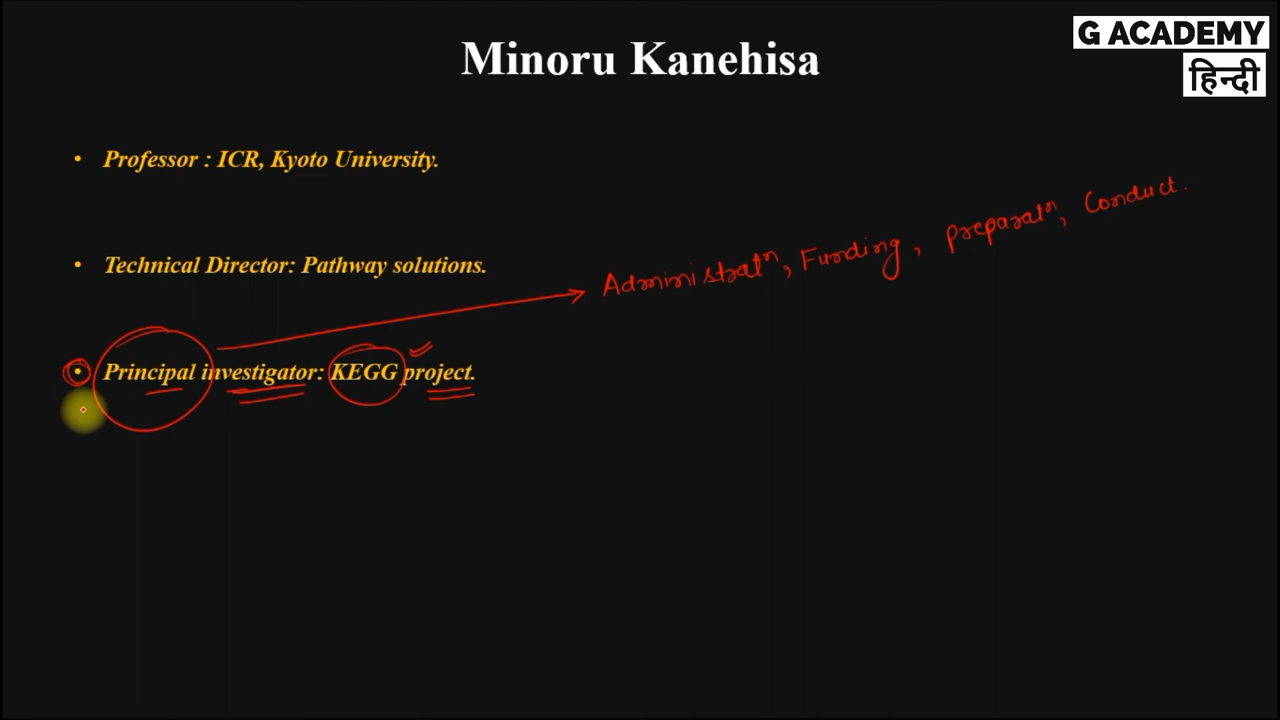 G ACADEMY
हिन्दी
Minoru Kanehisa
• Professor : ICR, Kyoto University.
• Technical Director: Pathway solutions.
Administratⁿ, Funding, preparatⁿ, Conduct.
• Principal investigator: KEGG project.